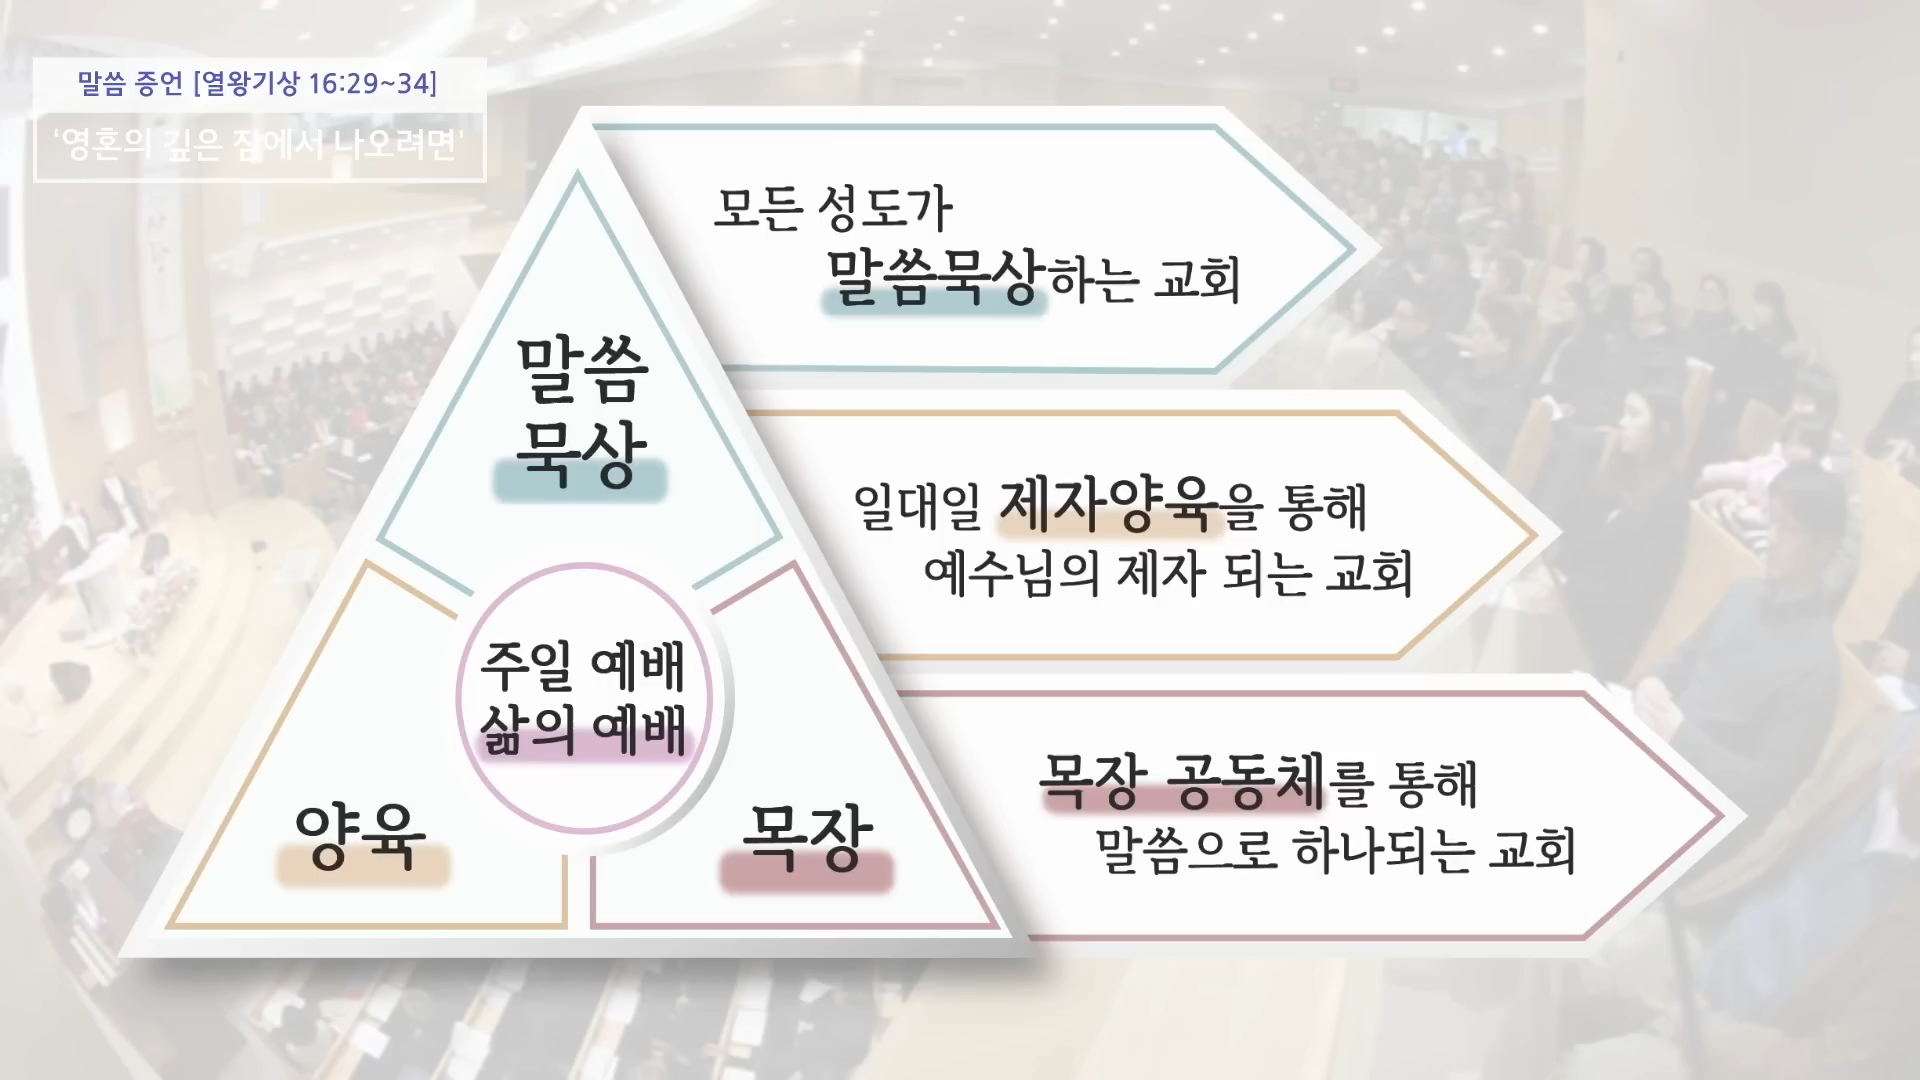 말씀 증언 [열왕기상 16:29~34]
‘영혼의 깊은 잠에서 나오려면’
모든 성도가
말씀묵상하는 교회
말씀
묵상
일대일 제자양육을 통해
예수님의 제자 되는 교회
주일 예배
삶의 예배
양육
목장
목장 공동체를 통해
말씀으로 하나되는 교회